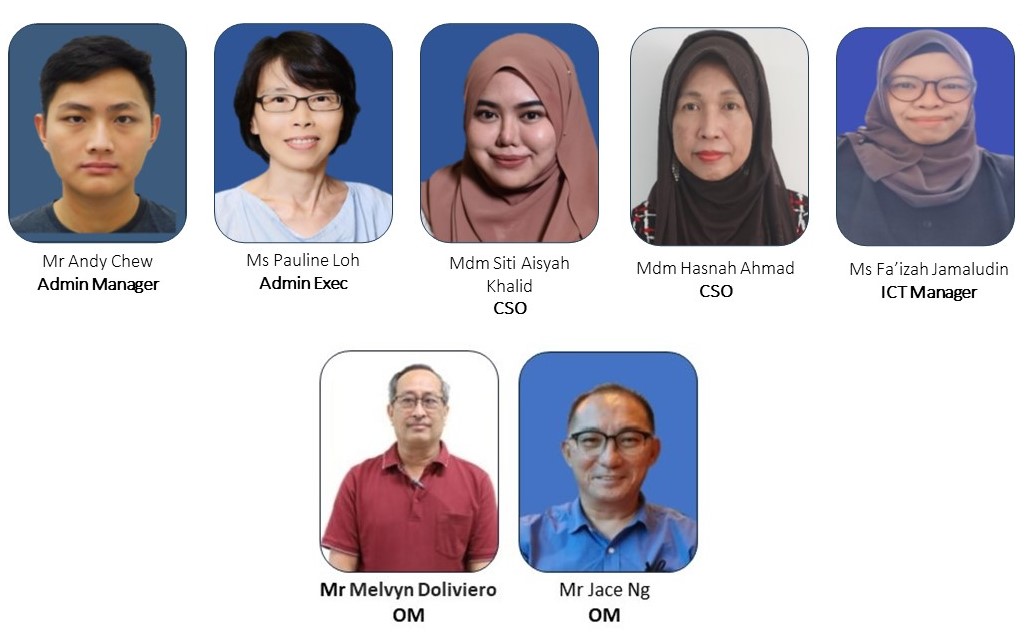 Mr Andy Chew
Admin Manager
Ms Pauline Loh
Admin Exec
Mdm Siti Aisyah
Khalid
CSO
Mdm Hasnah Ahmad
CSO
Ms Fa’izah Jamaludin
ICT Manager
Mr Melvyn Doliviero
OM
Mr Jace Ng
OM